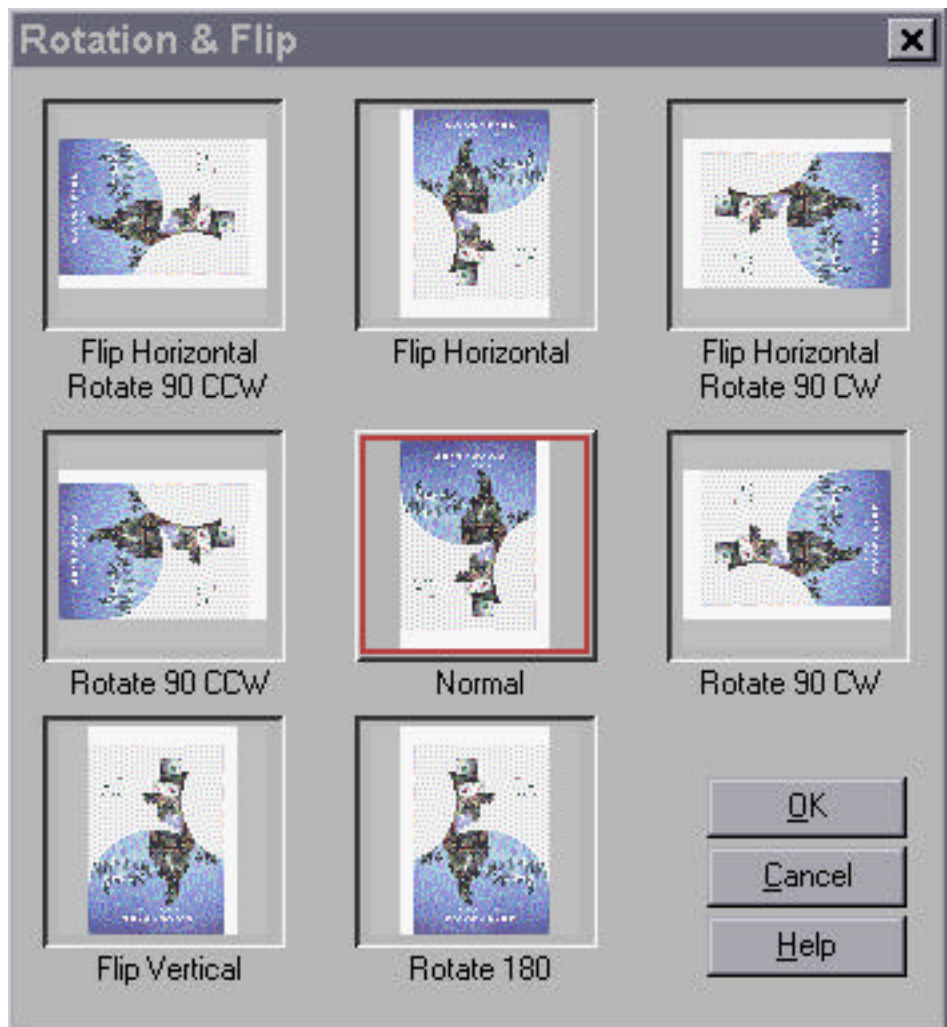 Rotation & Flip
Flip Horizontal
Rotate 90 CCW
Flip Horizontal
Flip Horizontal
Rotate 90 CW
Rotate 90 CCW
Normal
Rotate 90 CW
Flip Vertical
Rotate 180
OK
Cancel
Help